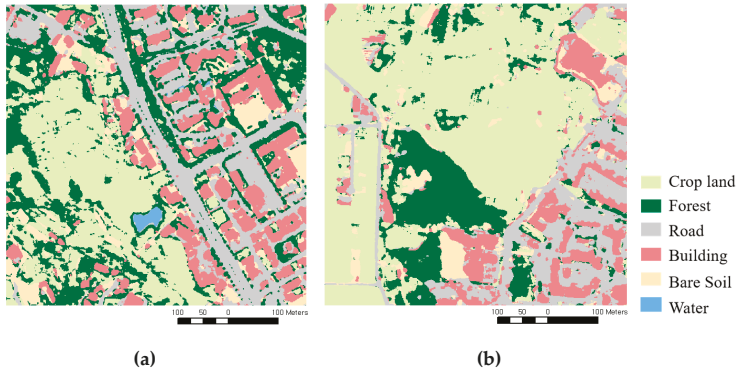 Crop land
Forest
Road
Building
Bare Soil
Water
100 50 0 100 Meters
100 50 0 100 Meters
(a)
(b)